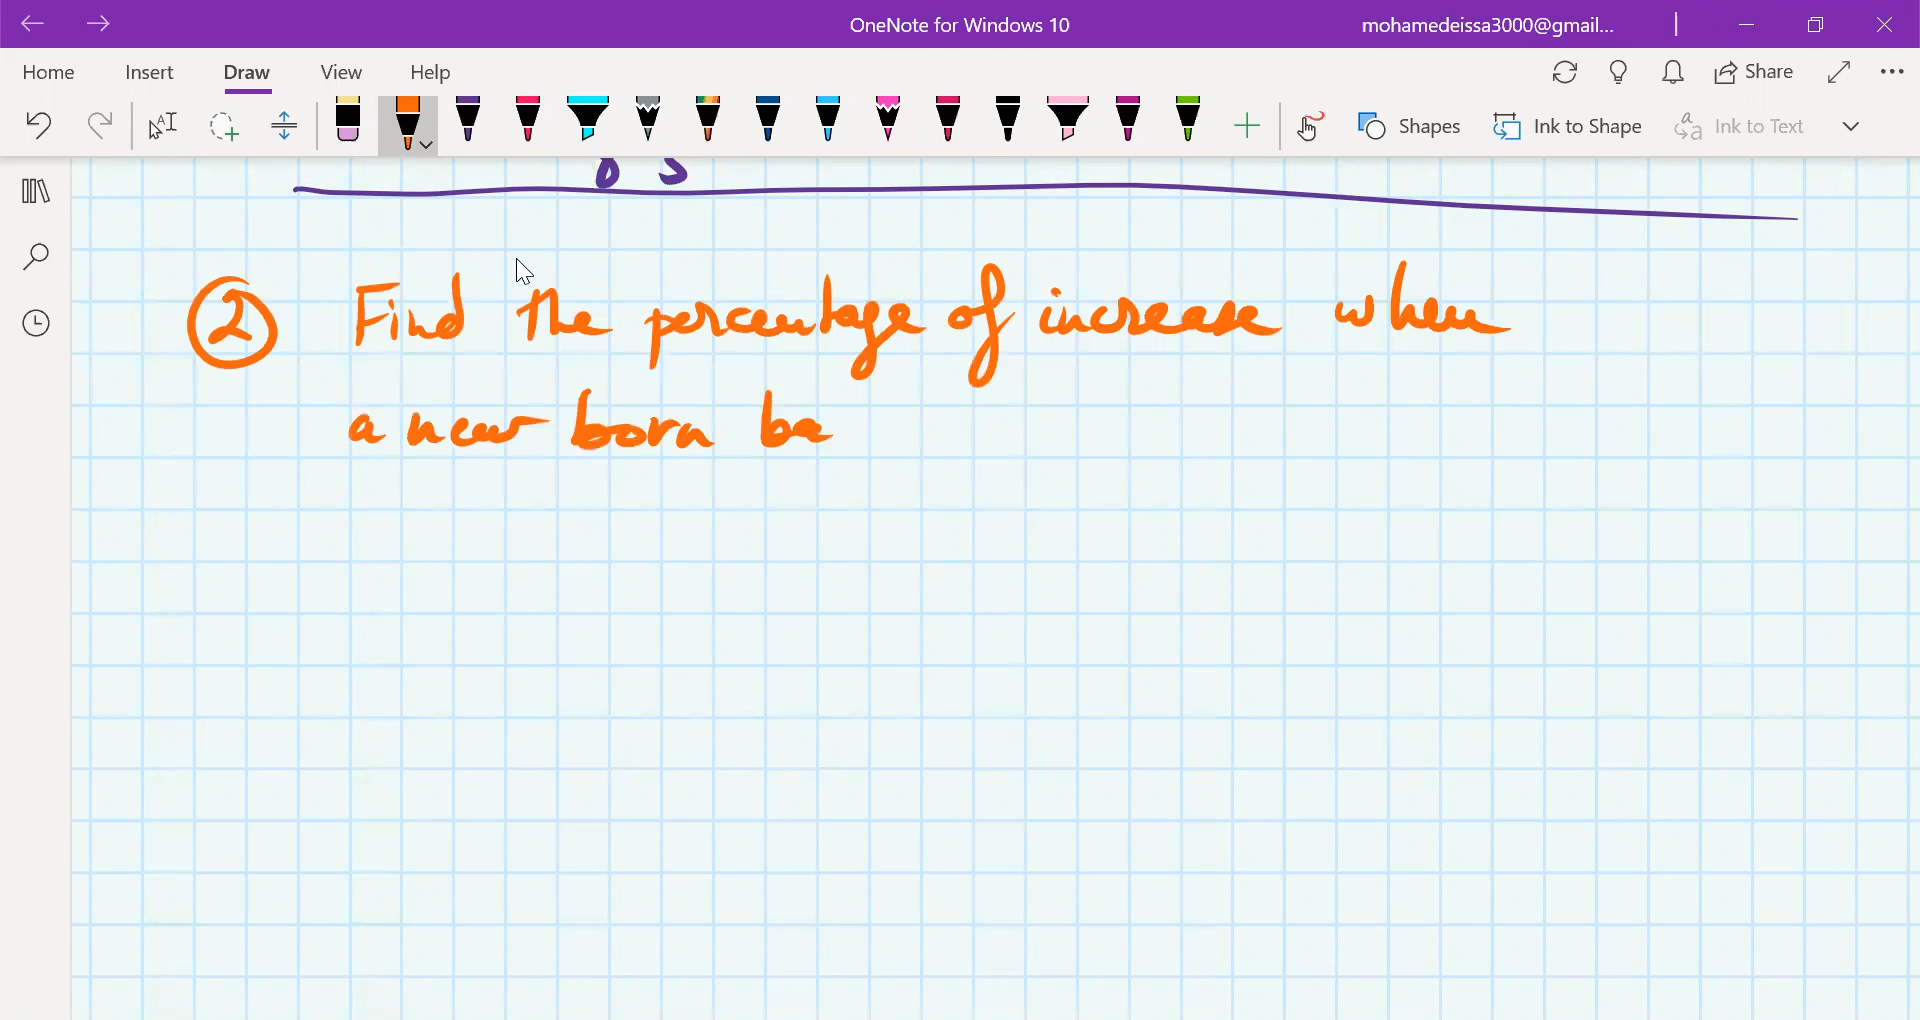 OneNote for Windows 10
mohamedeissa3000@gmail...
Home Insert Draw View Help
Share
Shapes Ink to Shape Ink to Text
② Find the percentage of increase when
a new born ba